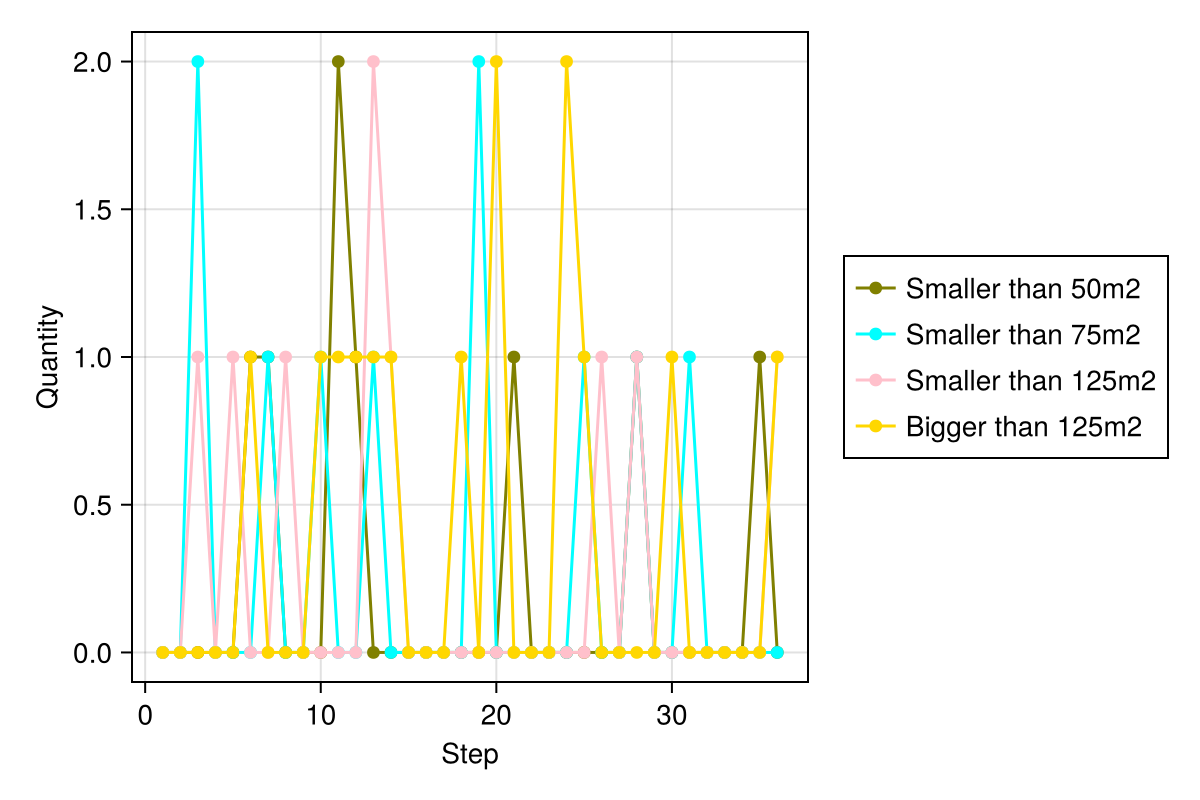 2.0
1.5
1.0
0.5
0.0
Quantity
0 10 20 30
Step
Smaller than 50m2
Smaller than 75m2
Smaller than 125m2
Bigger than 125m2